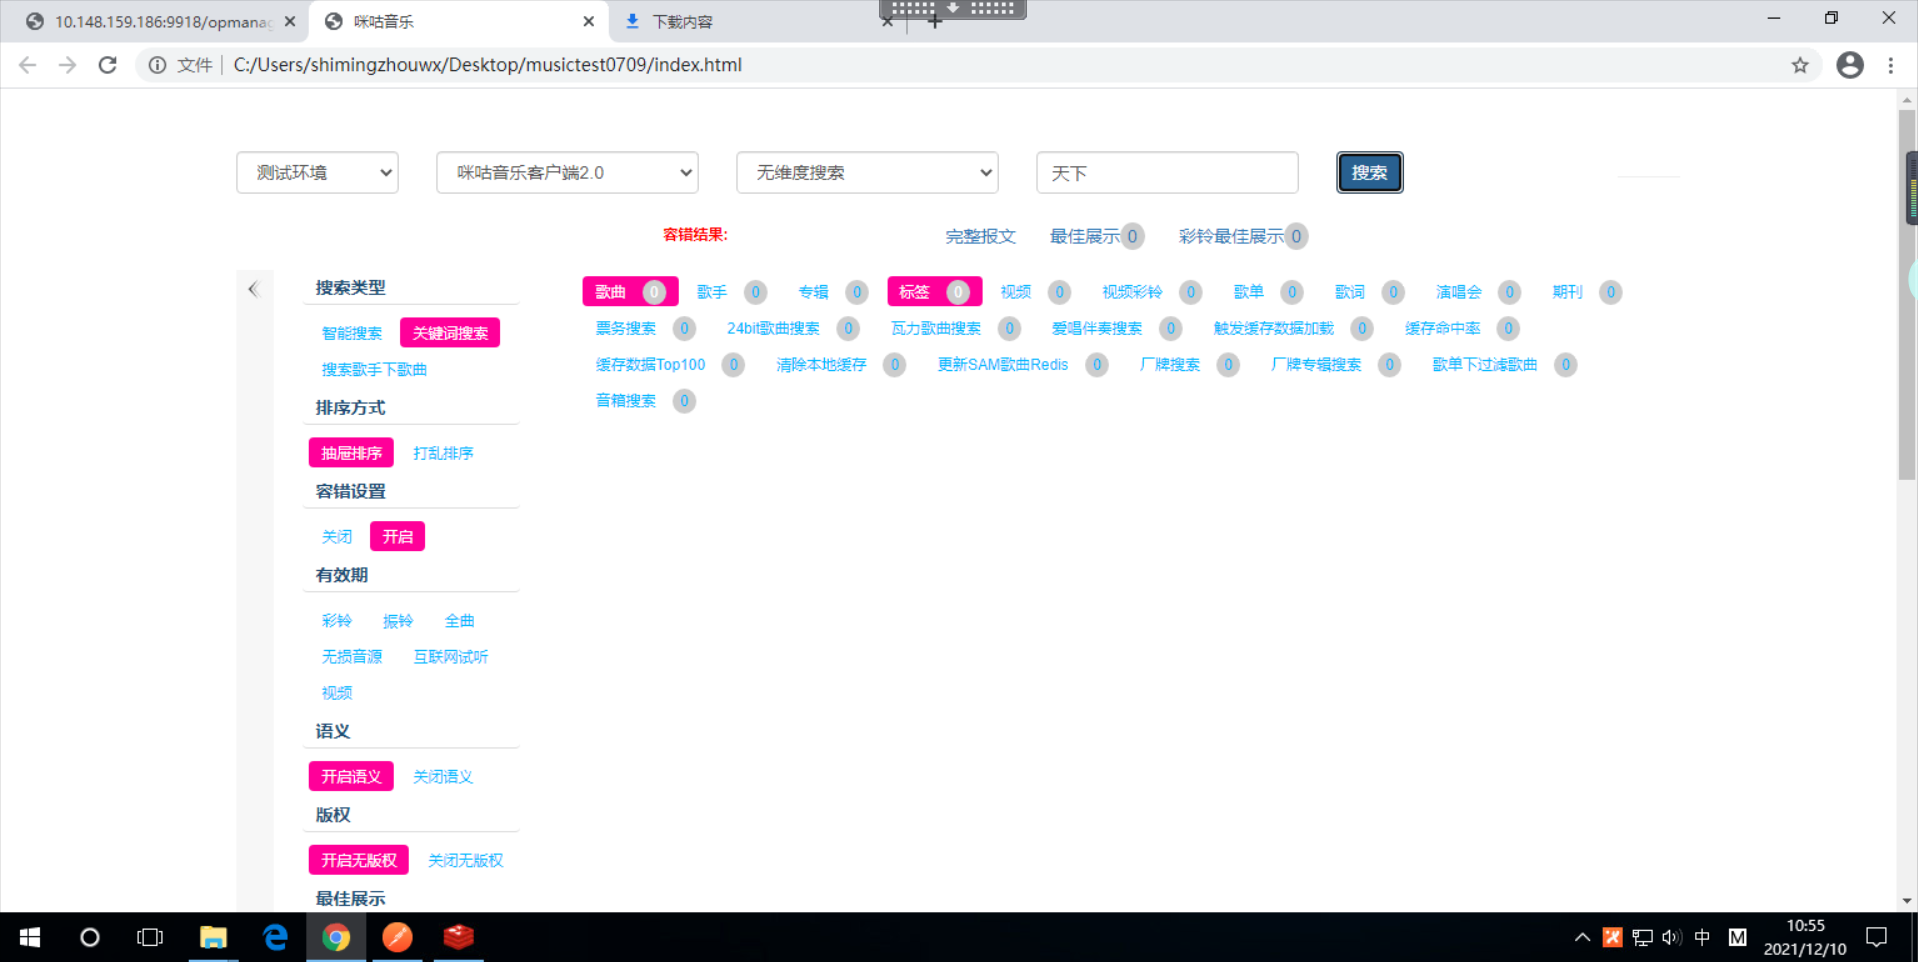 10.148.159.186:9918/opmanag
咪咕音乐
下载内容
文件 C:/Users/shimingzhouwx/Desktop/musictest0709/index.html
测试环境 咪咕音乐客户端2.0 无维度搜索 天下 搜索
容错结果: 完整报文 最佳展示 0 彩铃最佳展示 0
搜索类型
智能搜索 关键词搜索
搜索歌手下歌曲
排序方式
抽屉排序 打乱排序
容错设置
关闭 开启
有效期
彩铃 振铃 全曲
无损音源 互联网试听
视频
语义
开启语义 关闭语义
版权
开启无版权 关闭无版权
最佳展示
歌曲 0 歌手 0 专辑 0 标签 0 视频 0 视频彩铃 0 歌单 0 歌词 0 演唱会 0 期刊 0
票务搜索 0 24bit歌曲搜索 0 瓦力歌曲搜索 0 爱唱伴奏搜索 0 触发缓存数据加载 0 缓存命中率 0
缓存数据Top100 0 清除本地缓存 0 更新SAM歌曲Redis 0 厂牌搜索 0 厂牌专辑搜索 0 歌单下过滤歌曲 0
音箱搜索 0
中 M
10:55
2021/12/10